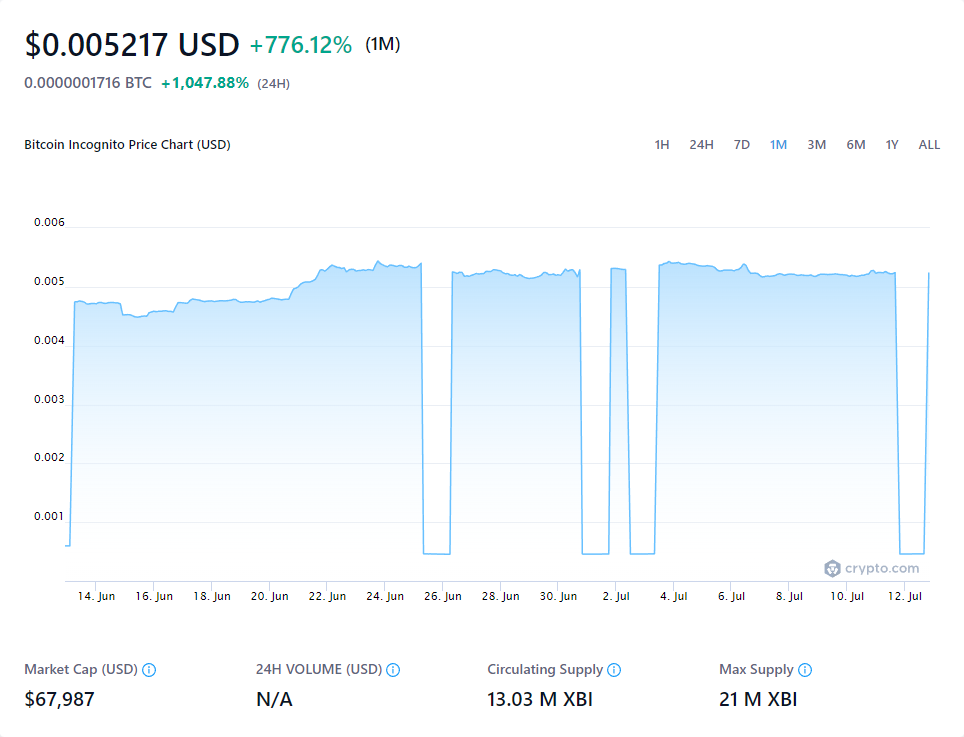 $0.005217 USD +776.12% (1M)
0.0000001716 BTC +1,047.88% (24H)
Bitcoin Incognito Price Chart (USD) 1H 24H 7D 1M 3M 6M 1Y ALL
0.006
0.005
0.004
0.003
0.002
0.001
crypto.com
14. Jun 16. Jun 18. Jun 20. Jun 22. Jun 24. Jun 26. Jun 28. Jun 30. Jun 2. Jul 4. Jul 6. Jul 8. Jul 10. Jul 12. Jul
Market Cap (USD) 24H VOLUME (USD) Circulating Supply Max Supply
$67,987 N/A 13.03 M XBI 21 M XBI